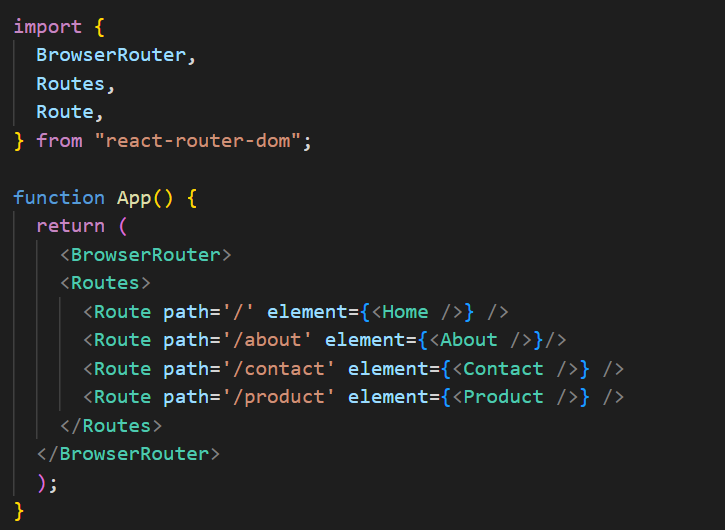 import {
  BrowserRouter,
  Routes,
  Route,
} from "react-router-dom";

function App() {
  return (
    <BrowserRouter>
    <Routes>
      <Route path='/' element={<Home />} />
      <Route path='/about' element={<About />}/>
      <Route path='/contact' element={<Contact />} />
      <Route path='/product' element={<Product />} />
    </Routes>
  </BrowserRouter>
  );
}